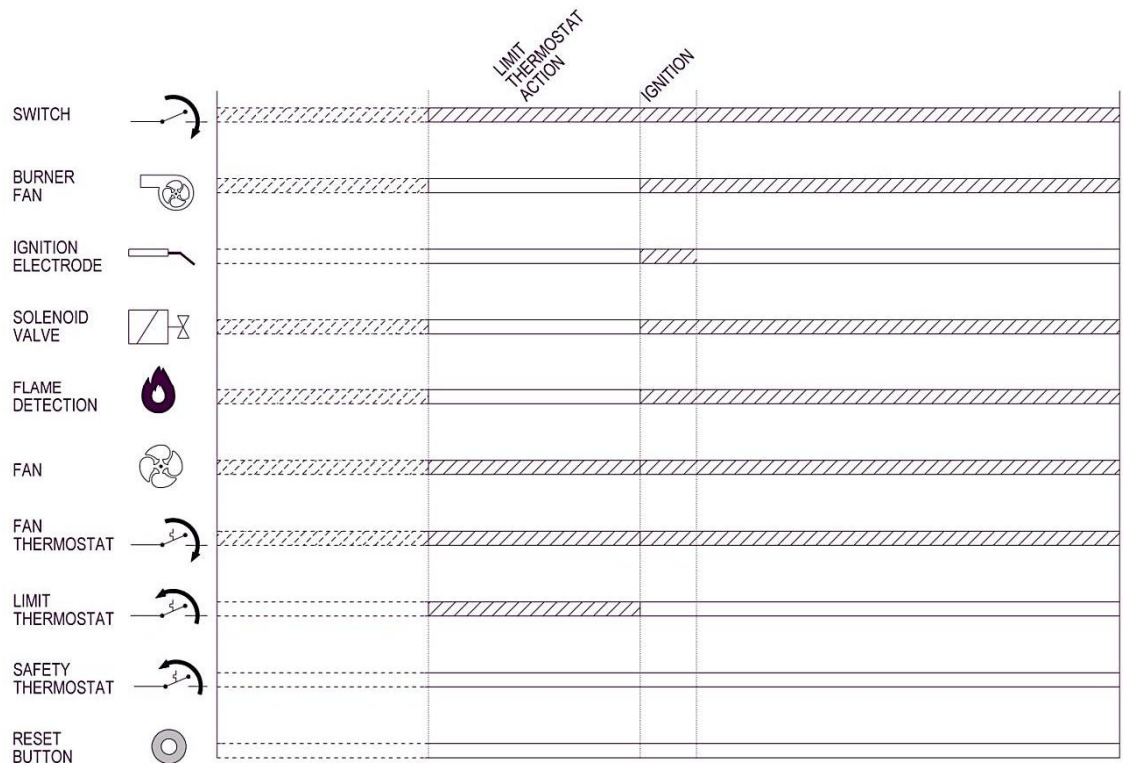 LIMIT
THERMOSTAT
ACTION
IGNITION
SWITCH
BURNER
FAN
IGNITION
ELECTRODE
SOLENOID
VALVE
FLAME
DETECTION
FAN
FAN
THERMOSTAT
LIMIT
THERMOSTAT
SAFETY
THERMOSTAT
RESET
BUTTON